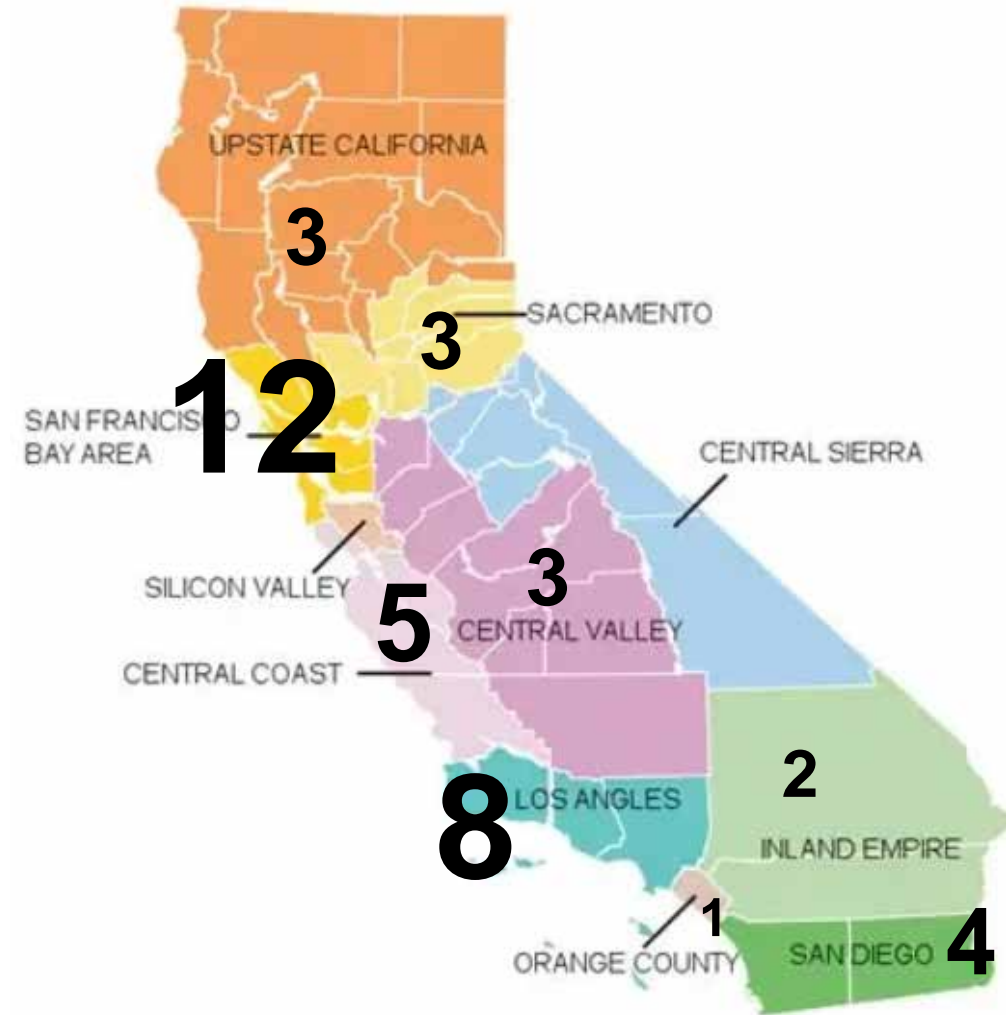 UPSTATE CALIFORNIA
3
SACRAMENTO
3
12
SAN FRANCISCO
BAY AREA
CENTRAL SIERRA
3
SILICON VALLEY
5
CENTRAL VALLEY
CENTRAL COAST
2
8
LOS ANGLES
INLAND EMPIRE
1
4
SAN DIEGO
ORANGE COUNTY